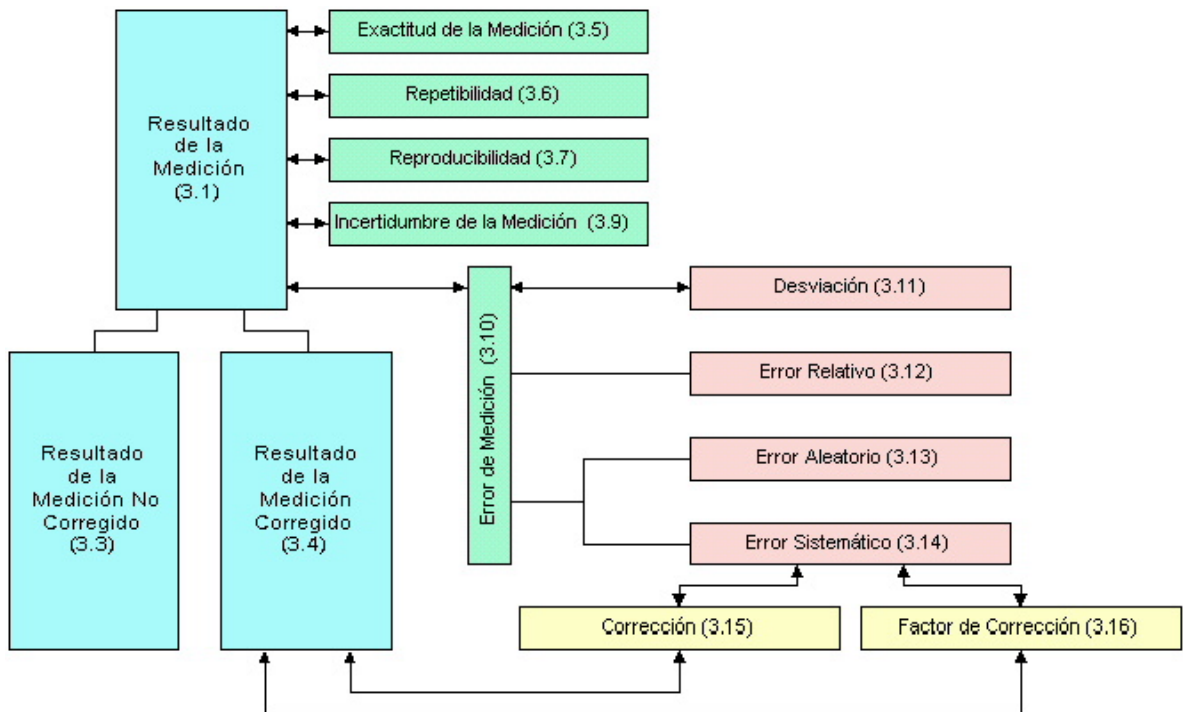 Exactitud de la Medición (3.5)
Repetibilidad (3.6)
Resultado
de la
Medición
(3.1)
Reproducibilidad (3.7)
Incertidumbre de la Medición (3.9)
Error de Medición (3.10)
Desviación (3.11)
Error Relativo (3.12)
Error Aleatorio (3.13)
Error Sistemático (3.14)
Resultado
de la
Medición No
Corregido
(3.3)
Resultado
de la
Medición
Corregido
(3.4)
Corrección (3.15)
Factor de Corrección (3.16)